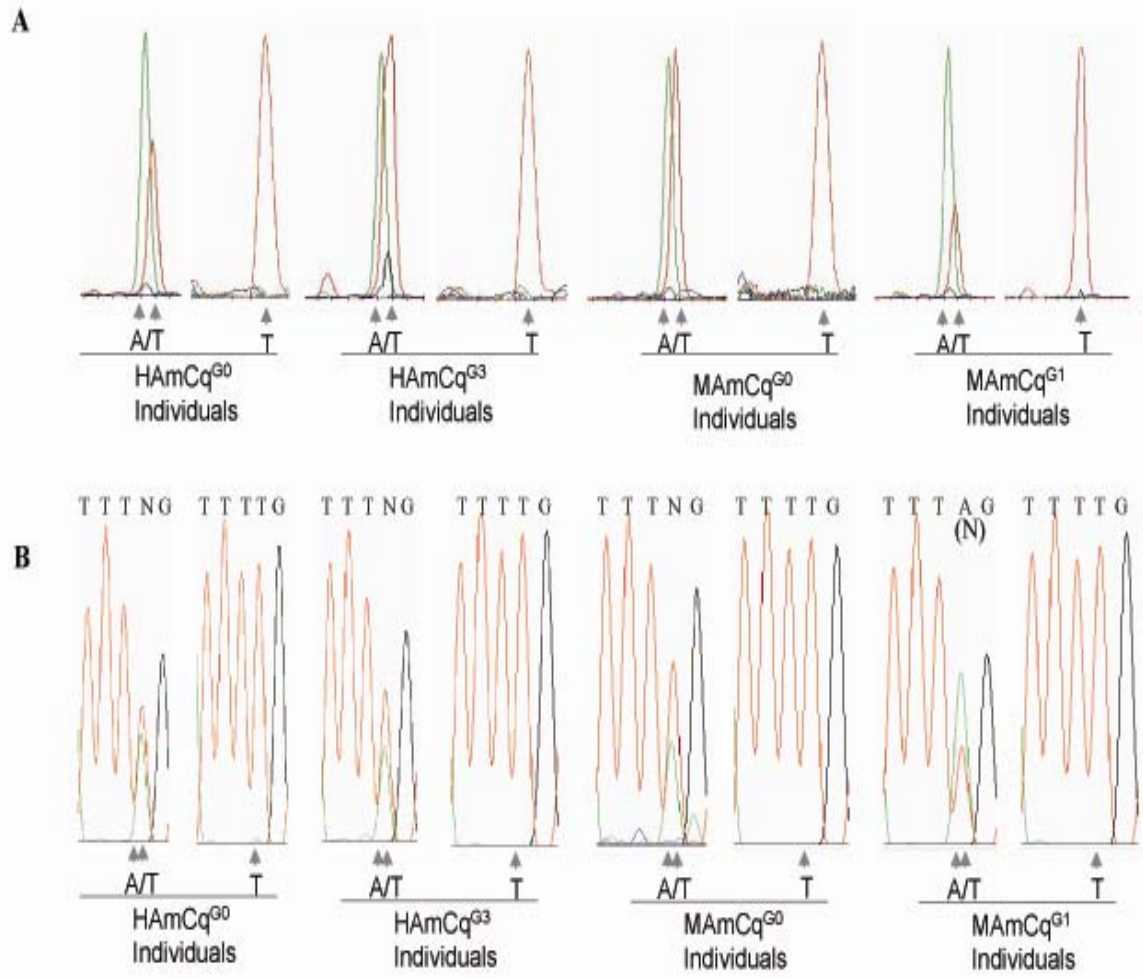 A
A/T T A/T T A/T T A/T T
HAmCq^G0 HAmCq^G3 MAmCq^G0 MAmCq^G1
Individuals Individuals Individuals Individuals
T T T N G T T T T G T T T N G T T T T G T T T N G T T T T G T T T A G T T T T G
(N)
B
A/T T A/T T A/T T A/T T
HAmCq^G0 HAmCq^G3 MAmCq^G0 MAmCq^G1
Individuals Individuals Individuals Individuals